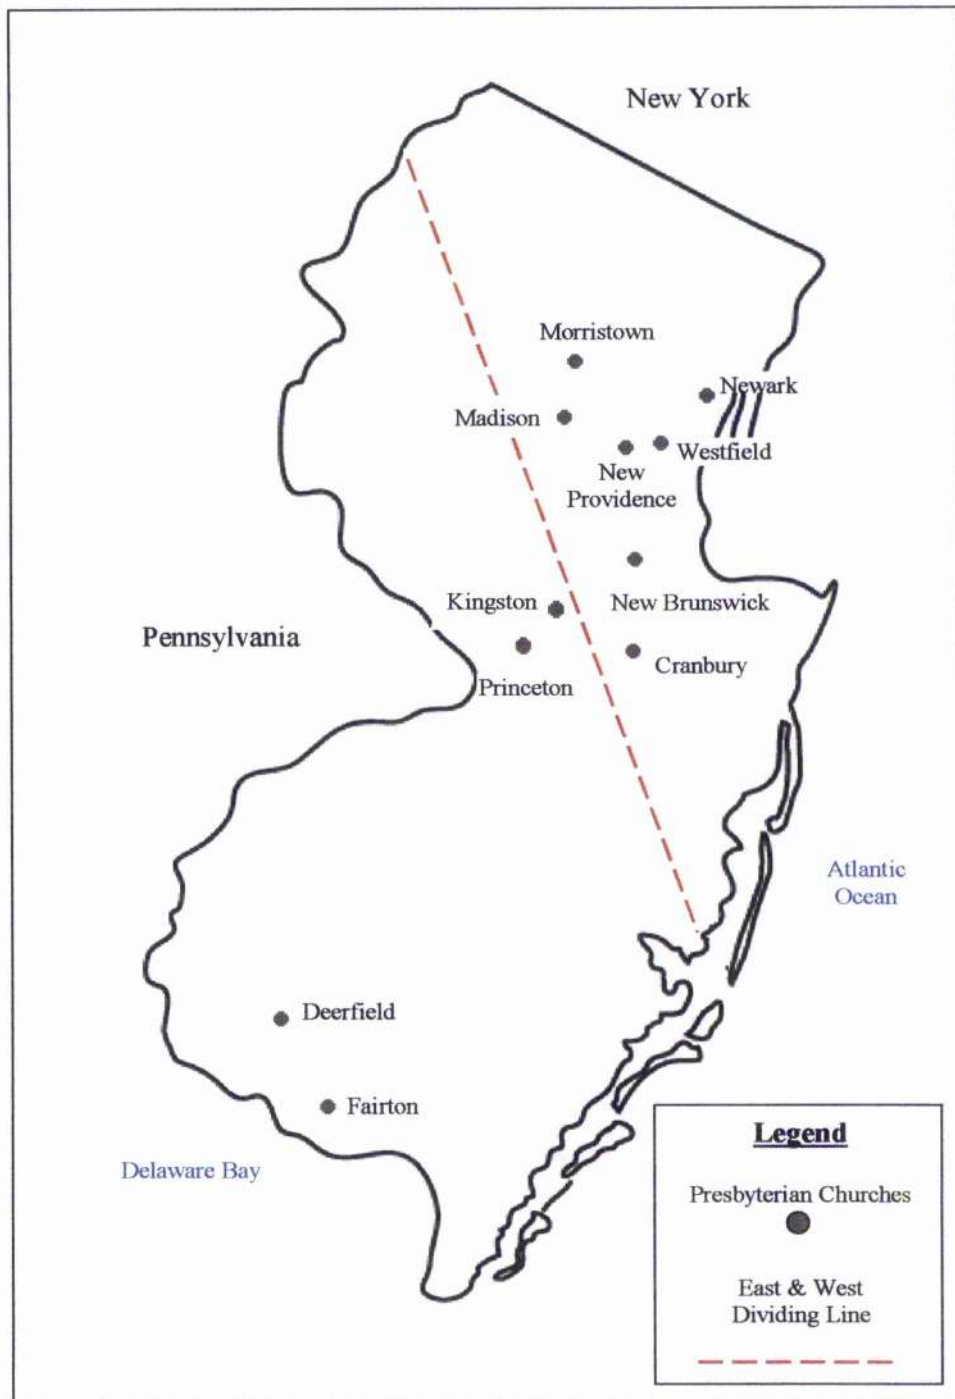 New York
Morristown
Newark
Madison
Westfield
New
Providence
Kingston
New Brunswick
Pennsylvania
Cranbury
Princeton
Atlantic
Ocean
Deerfield
Fairton
Delaware Bay
Legend
Presbyterian Churches
East & West
Dividing Line